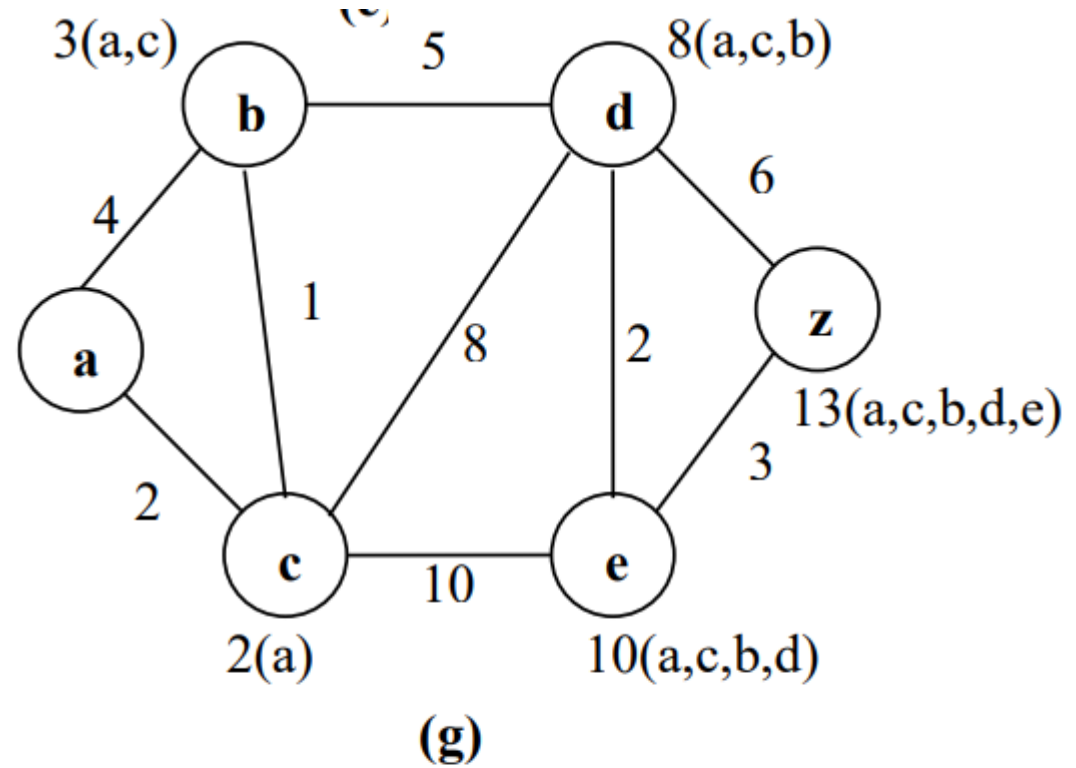 3(a,c)
5
8(a,c,b)
b
d
4
6
1
8
2
z
a
13(a,c,b,d,e)
2
3
c
10
e
2(a)
10(a,c,b,d)
(g)